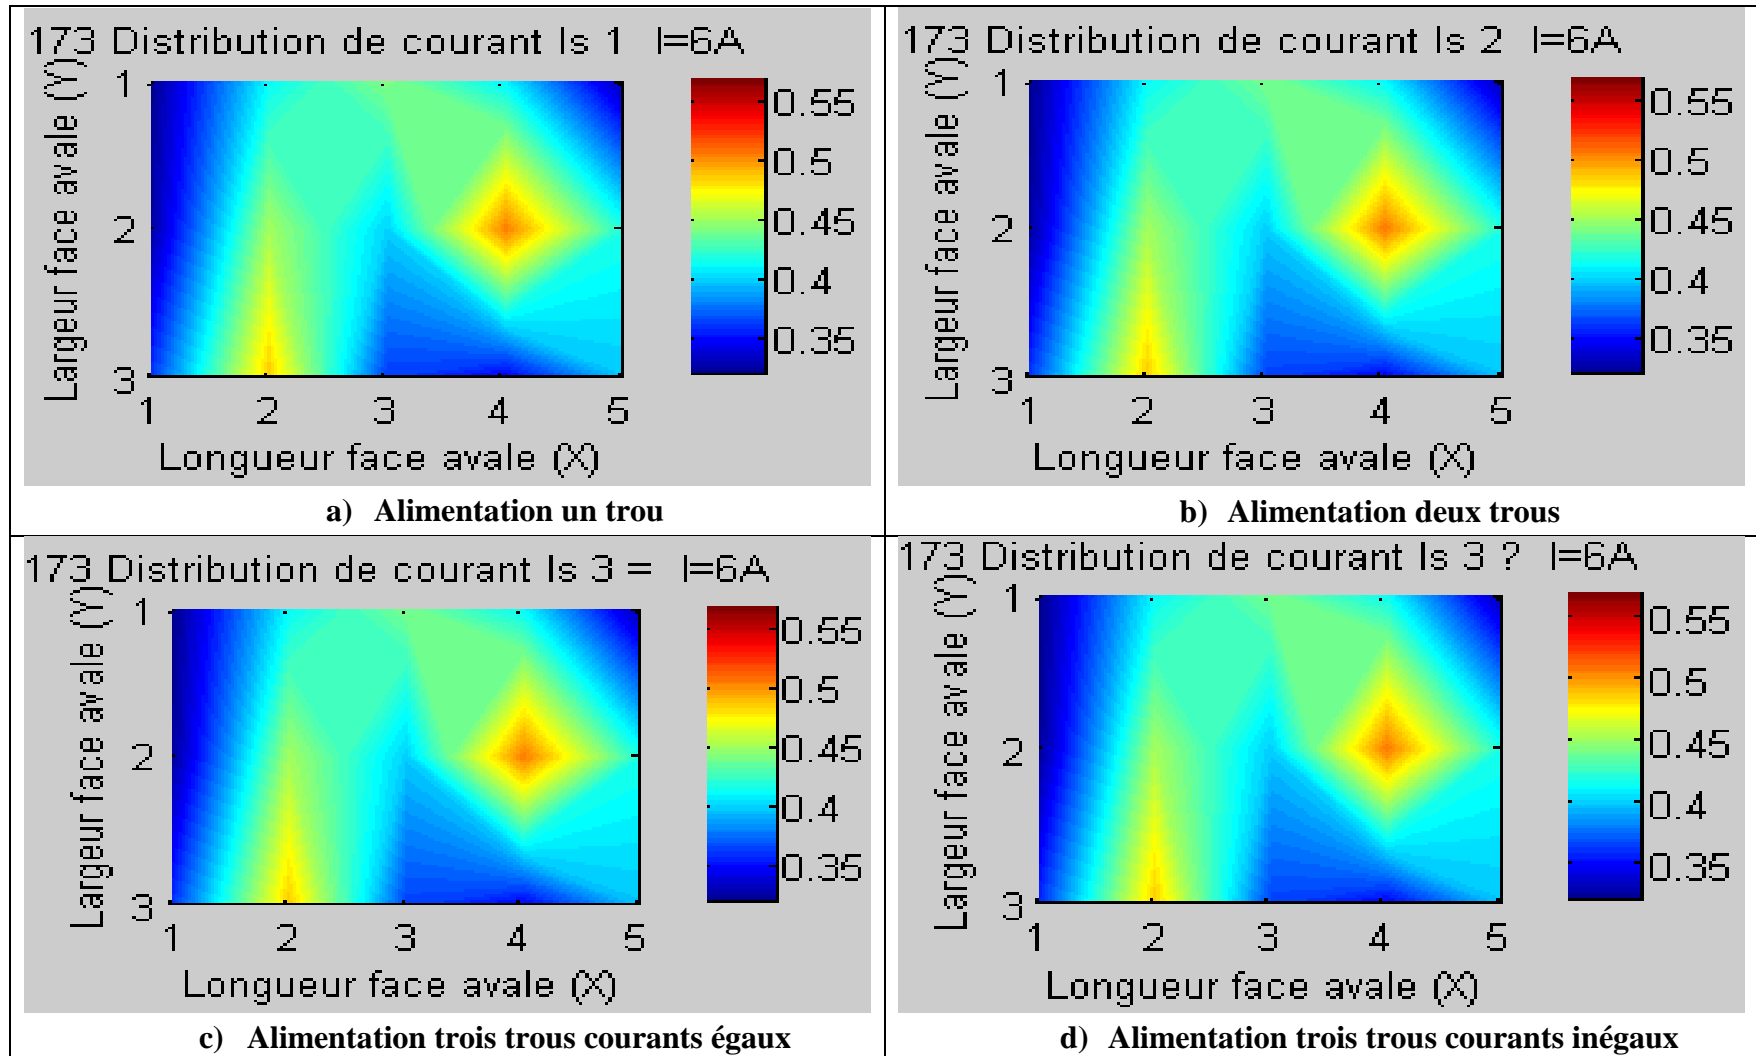 173 Distribution de courant Is 1 I=6A
Largeur face avale (Y)
1
2
3
1 2 3 4 5
Longueur face avale (X)
0.55
0.5
0.45
0.4
0.35
a) Alimentation un trou
173 Distribution de courant Is 2 I=6A
Largeur face avale (Y)
1
2
3
1 2 3 4 5
Longueur face avale (X)
0.55
0.5
0.45
0.4
0.35
b) Alimentation deux trous
173 Distribution de courant Is 3 = I=6A
Largeur face avale (Y)
1
2
3
1 2 3 4 5
Longueur face avale (X)
0.55
0.5
0.45
0.4
0.35
c) Alimentation trois trous courants égaux
173 Distribution de courant Is 3 ? I=6A
Largeur face avale (Y)
1
2
3
1 2 3 4 5
Longueur face avale (X)
0.55
0.5
0.45
0.4
0.35
d) Alimentation trois trous courants inégaux